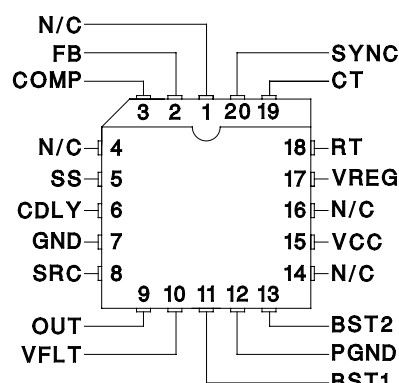 N/C
FB SYNC
COMP CT
3 2 1 20 19
N/C 4 18 RT
SS 5 17 VREG
CDLY 6 16 N/C
GND 7 15 VCC
SRC 8 14 N/C
9 10 11 12 13
OUT BST2
VFLT PGND
BST1